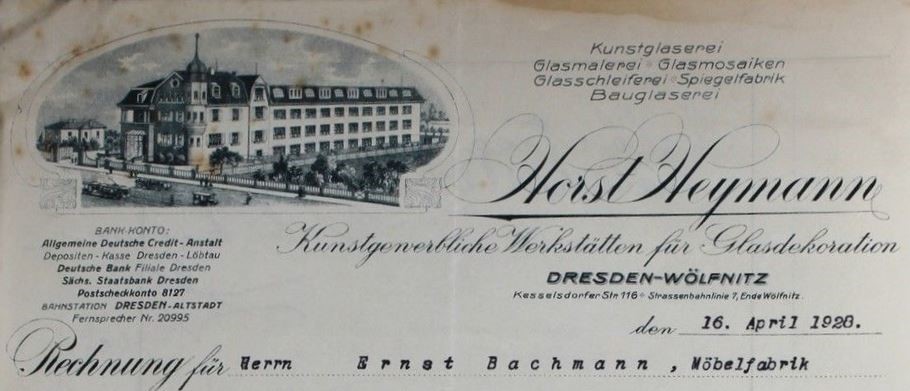 Kunstglaserei
Glasmalerei • Glasmosaiken
Glasschleiferei • Spiegelfabrik
Bauglaserei
Horst Heymann
Kunstgewerbliche Werkstätten für Glasdekoration
DRESDEN-WÖLFNITZ
Kesselsdorfer Str. 116 • Strassenbahnlinie 7, Ende Wölfnitz.
BANK-KONTO:
Allgemeine Deutsche Credit-Anstalt
Depositen-Kasse Dresden-Löbtau
Deutsche Bank Filiale Dresden
Sächs. Staatsbank Dresden
Postscheckkonto 8127
BAHNSTATION DRESDEN-ALTSTADT
Fernsprecher Nr. 20995
den 16. April 1928.
Rechnung für Herrn Ernst Bachmann, Möbelfabrik